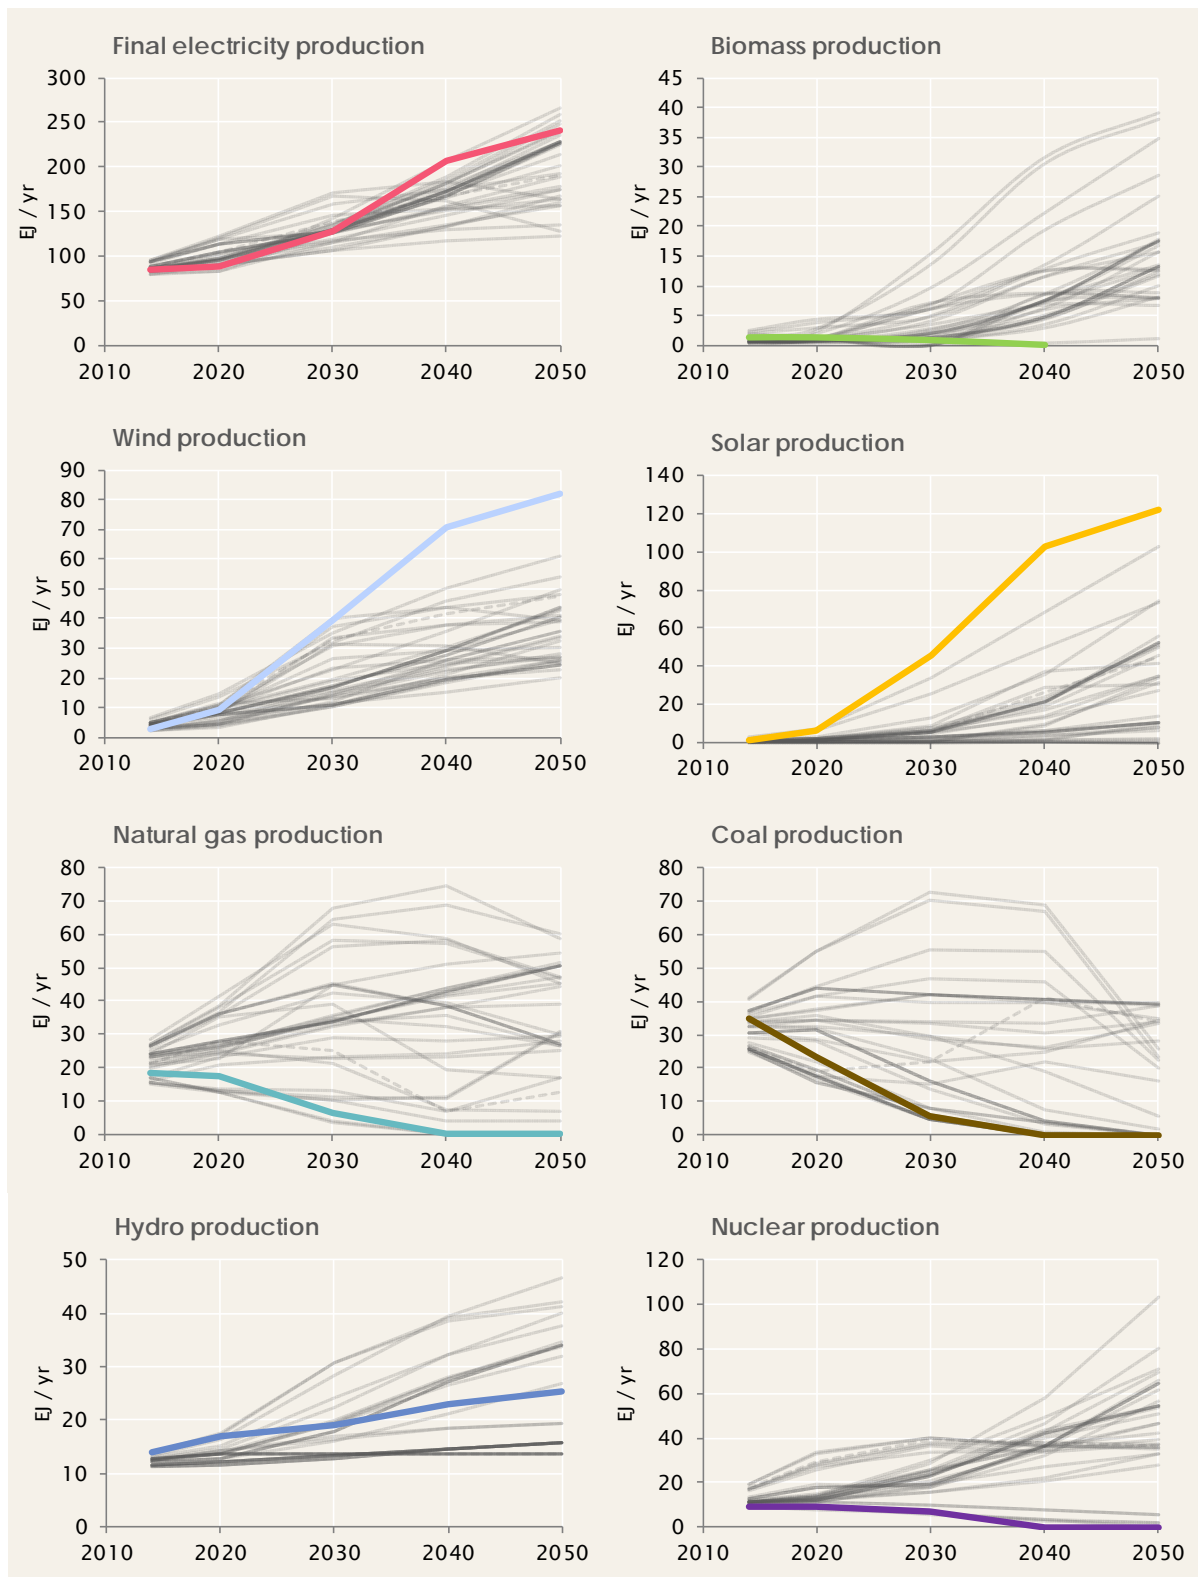 Final electricity production
300
250
200
150
100
50
0
EJ / yr
2010 2020 2030 2040 2050
Biomass production
45
40
35
30
25
20
15
10
5
0
EJ / yr
2010 2020 2030 2040 2050
Wind production
90
80
70
60
50
40
30
20
10
0
EJ / yr
2010 2020 2030 2040 2050
Solar production
140
120
100
80
60
40
20
0
EJ / yr
2010 2020 2030 2040 2050
Natural gas production
80
70
60
50
40
30
20
10
0
EJ / yr
2010 2020 2030 2040 2050
Coal production
80
70
60
50
40
30
20
10
0
EJ / yr
2010 2020 2030 2040 2050
Hydro production
50
40
30
20
10
0
EJ / yr
2010 2020 2030 2040 2050
Nuclear production
120
100
80
60
40
20
0
EJ / yr
2010 2020 2030 2040 2050